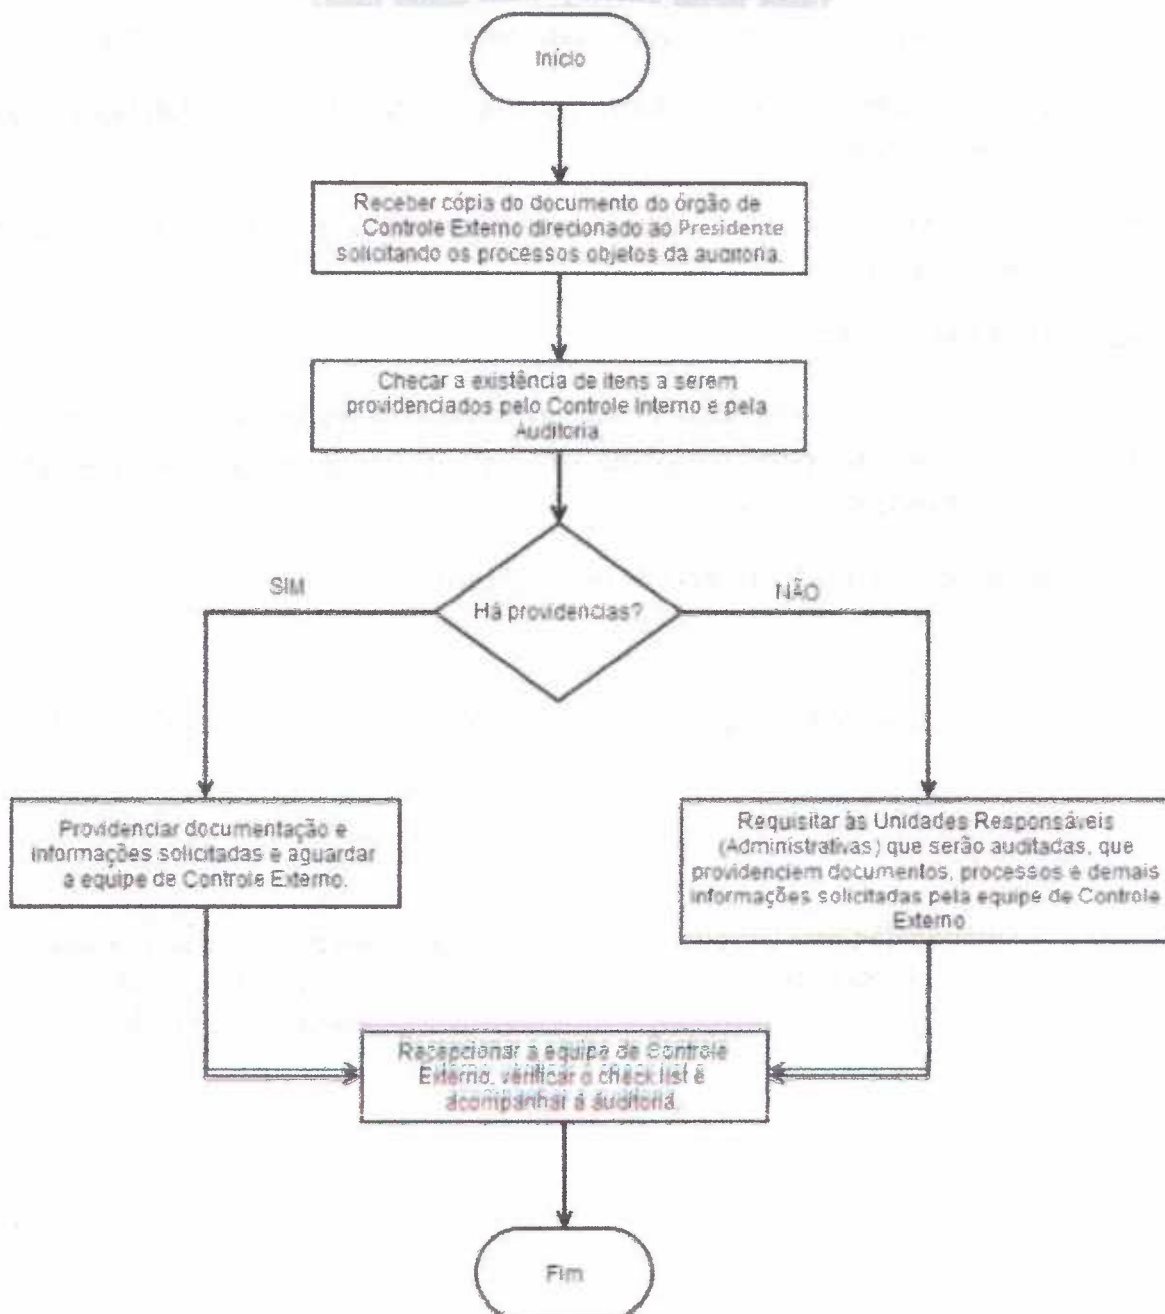 Início
Receber cópia do documento do órgão de
Controle Externo direcionado ao Presidente
solicitando os processos objetos da auditoria.
Checar a existência de itens a serem
providenciados pelo Controle Interno e pela
Auditoria
SIM
Há providências?
NÃO
Providenciar documentação e
informações solicitadas e aguardar
a equipe de Controle Externo.
Requisitar às Unidades Responsáveis
(Administrativas) que serão auditadas, que
providenciem documentos, processos e demais
informações solicitadas pela equipe de Controle
Externo
Recepcionar a equipe de Controle
Externo, verificar o check list e
acompanhar a auditoria.
Fim